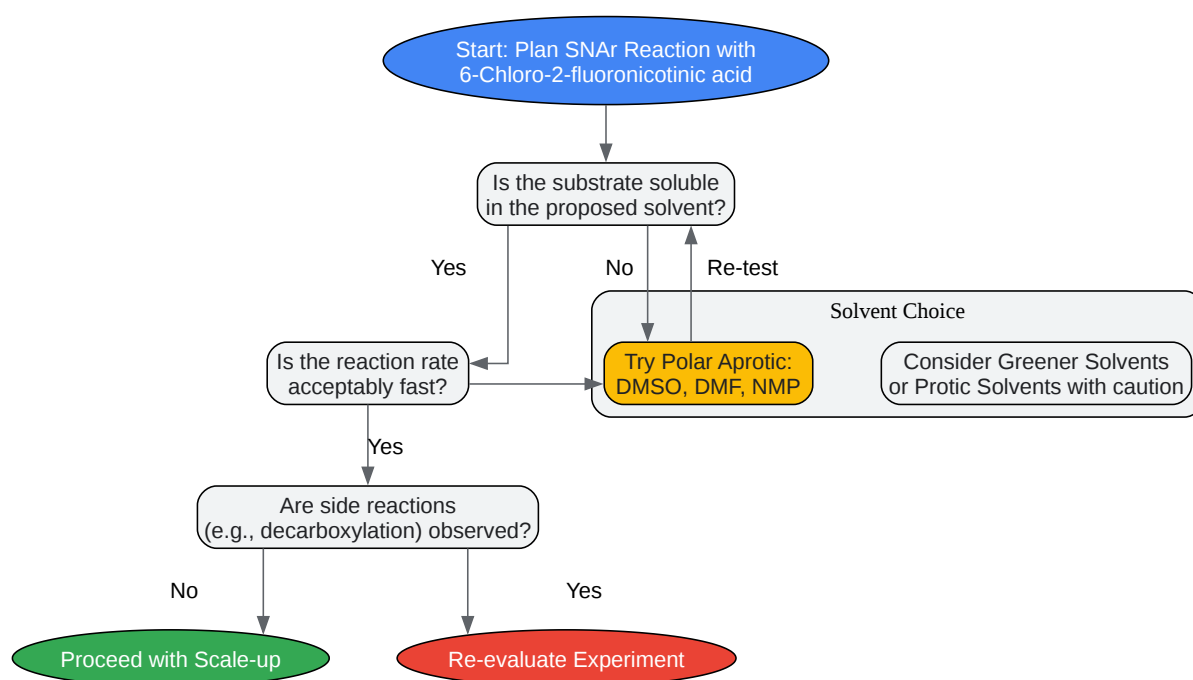 Start: Plan SNAr Reaction with
6-Chloro-2-fluoronicotinic acid
Is the substrate soluble
in the proposed solvent?
Yes
No
Re-test
Solvent Choice
Is the reaction rate
acceptably fast?
Try Polar Aprotic:
DMSO, DMF, NMP
Consider Greener Solvents
or Protic Solvents with caution
Yes
Are side reactions
(e.g., decarboxylation) observed?
No
Yes
Proceed with Scale-up
Re-evaluate Experiment